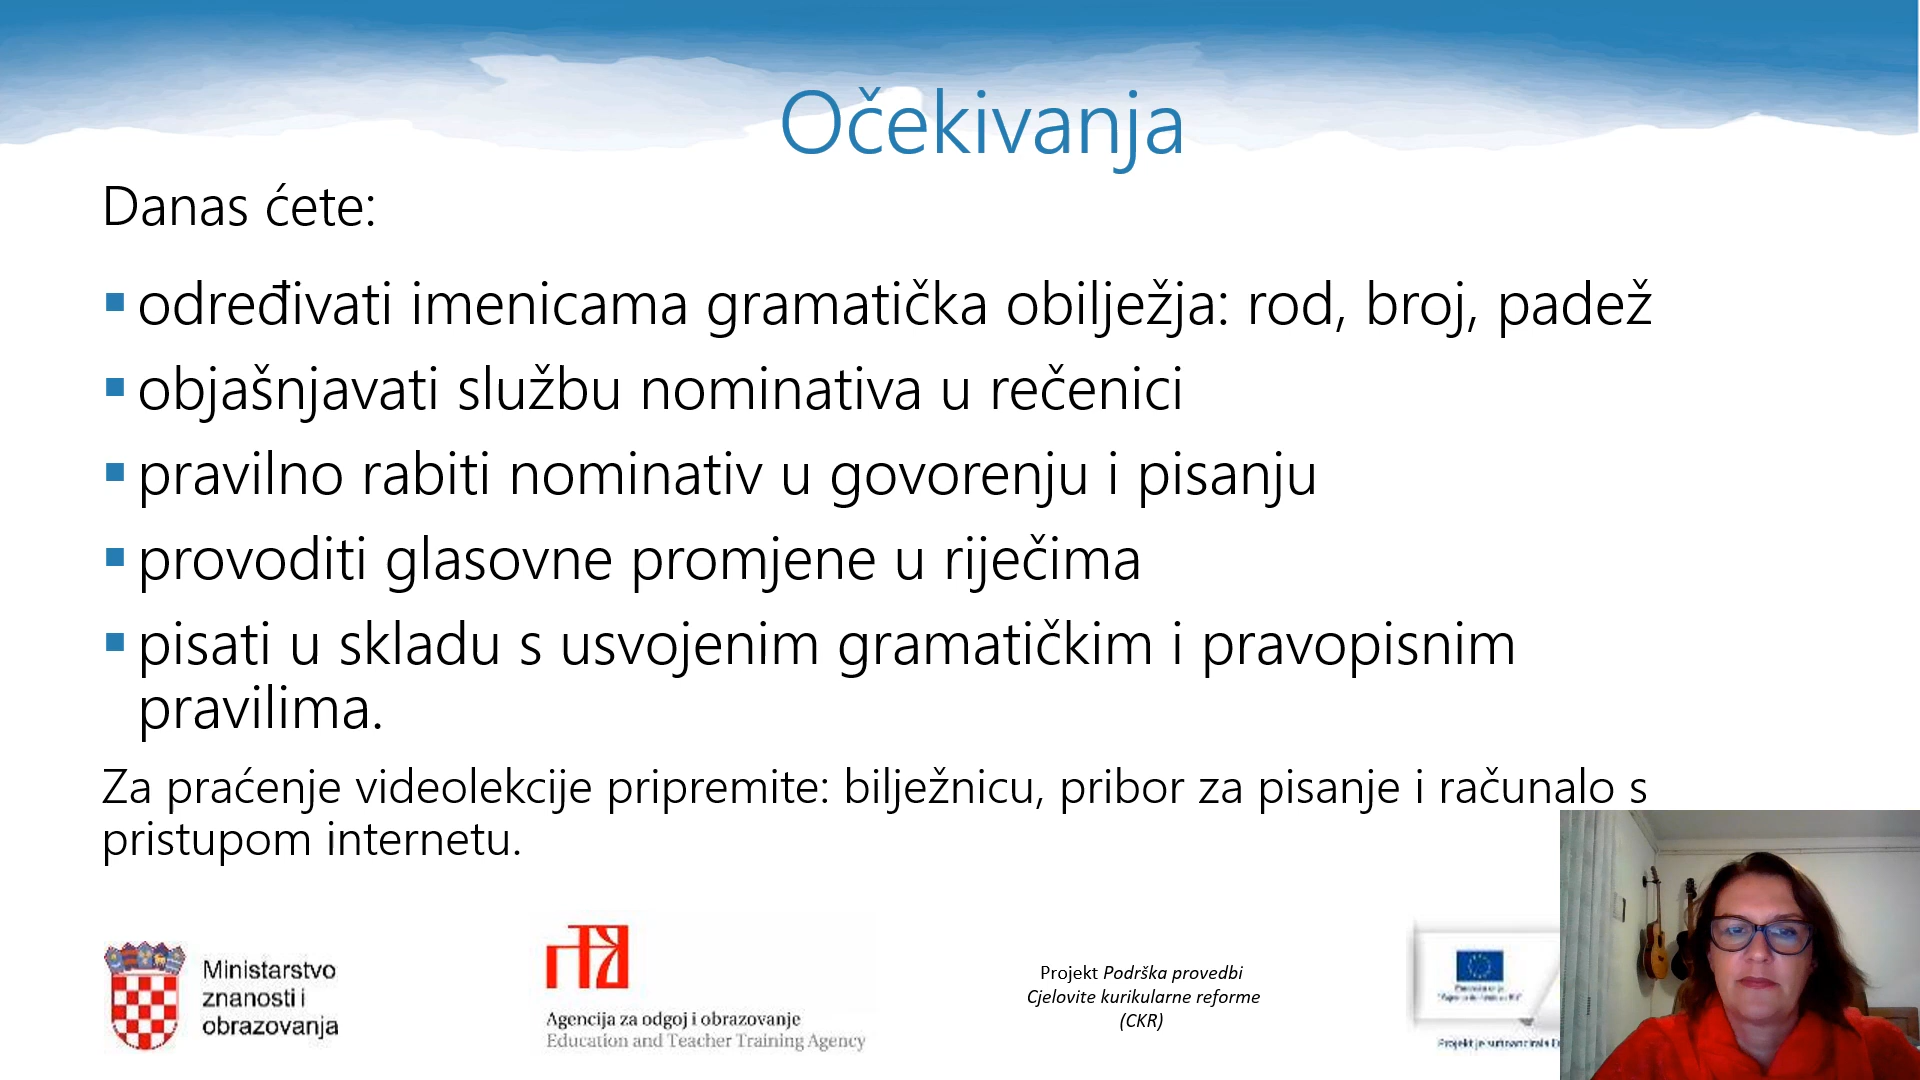 Očekivanja
Danas ćete:
▪ određivati imenicama gramatička obilježja: rod, broj, padež
▪ objašnjavati službu nominativa u rečenici
▪ pravilno rabiti nominativ u govorenju i pisanju
▪ provoditi glasovne promjene u riječima
▪ pisati u skladu s usvojenim gramatičkim i pravopisnim
pravilima.
Za praćenje videolekcije pripremite: bilježnicu, pribor za pisanje i računalo s
pristupom internetu.
Ministarstvo
znanosti i
obrazovanja
Agencija za odgoj i obrazovanje
Education and Teacher Training Agency
Projekt Podrška provedbi
Cjelovite kurikularne reforme
(CKR)
Projekt je sufinancirala